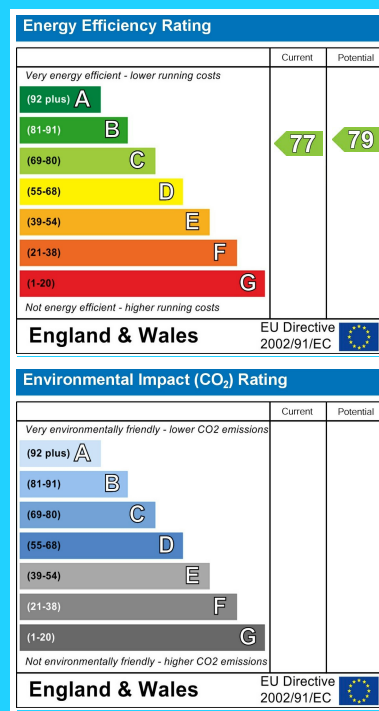 Energy Efficiency Rating
Current Potential
Very energy efficient - lower running costs
(92 plus) A
(81-91) B
(69-80) C
(55-68) D
(39-54) E
(21-38) F
(1-20) G
77 79
Not energy efficient - higher running costs
England & Wales
EU Directive
2002/91/EC
Environmental Impact (CO₂) Rating
Current Potential
Very environmentally friendly - lower CO2 emissions
(92 plus) A
(81-91) B
(69-80) C
(55-68) D
(39-54) E
(21-38) F
(1-20) G
Not environmentally friendly - higher CO2 emissions
England & Wales
EU Directive
2002/91/EC